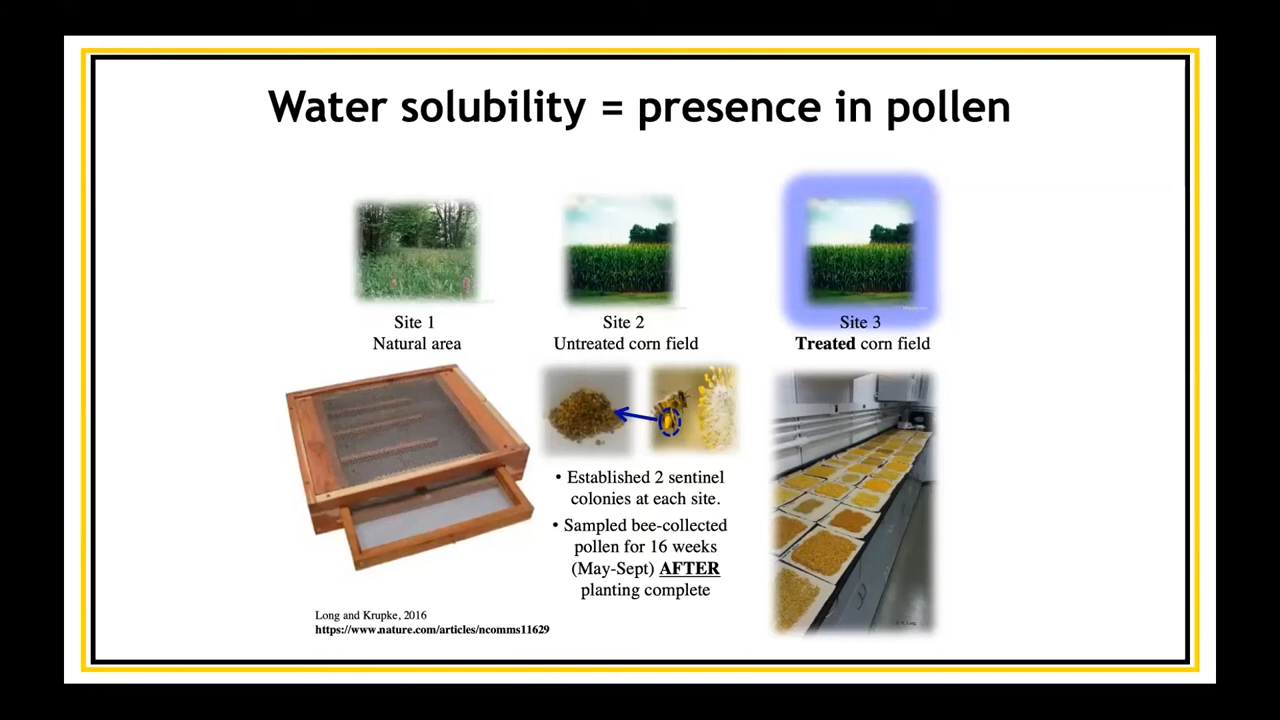 Water solubility = presence in pollen
Site 1
Natural area
Site 2
Untreated corn field
Site 3
Treated corn field
• Established 2 sentinel
colonies at each site.
• Sampled bee-collected
pollen for 16 weeks
(May-Sept) AFTER
planting complete
Long and Krupke, 2016
https://www.nature.com/articles/ncomms11629